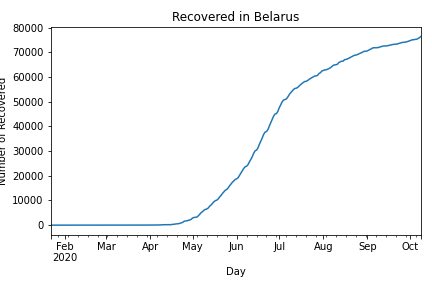 Recovered in Belarus
80000
70000
60000
50000
40000
30000
20000
10000
0
Number of Recovered
Feb Mar Apr May Jun Jul Aug Sep Oct
2020
Day